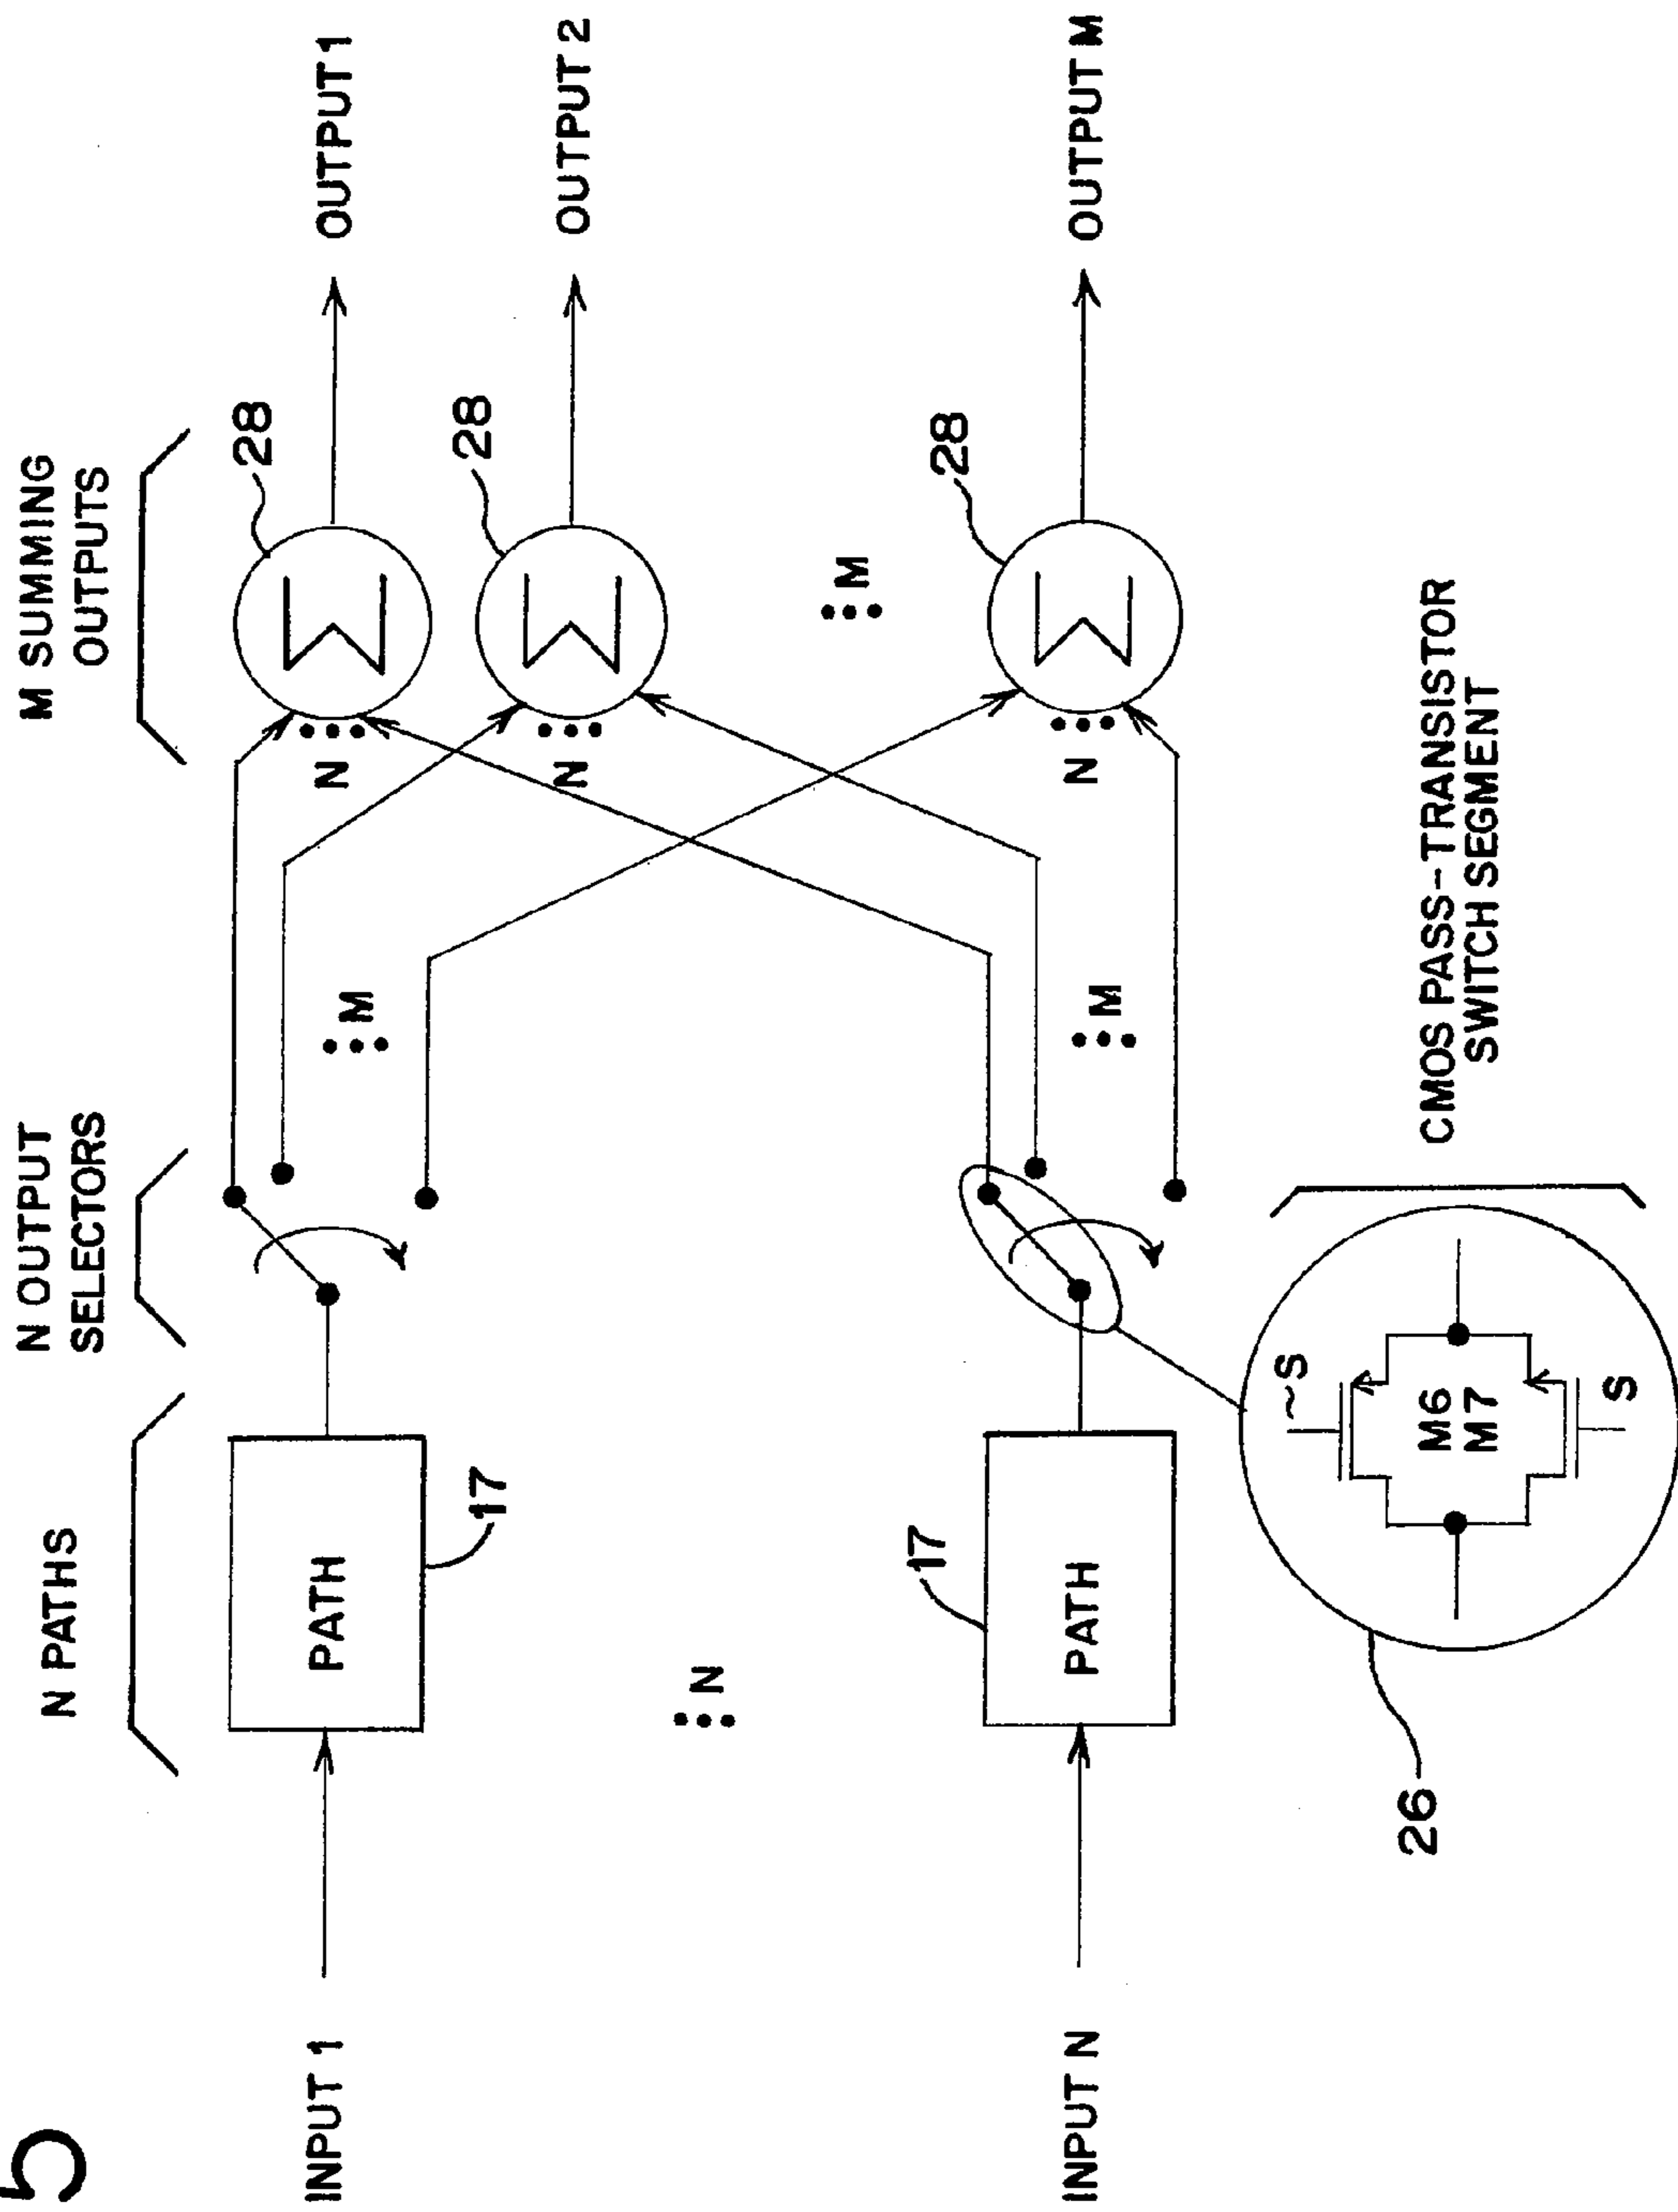 5
N PATHS
N OUTPUT
SELECTORS
M SUMMING
OUTPUTS
INPUT 1
PATH
17
⋮ M
N
28
Σ
OUTPUT 1
N
28
Σ
OUTPUT 2
⋮ N
⋮ M
INPUT N
17
PATH
⋮ M
N
28
Σ
OUTPUT M
26
~S
M6
M7
S
CMOS PASS-TRANSISTOR
SWITCH SEGMENT